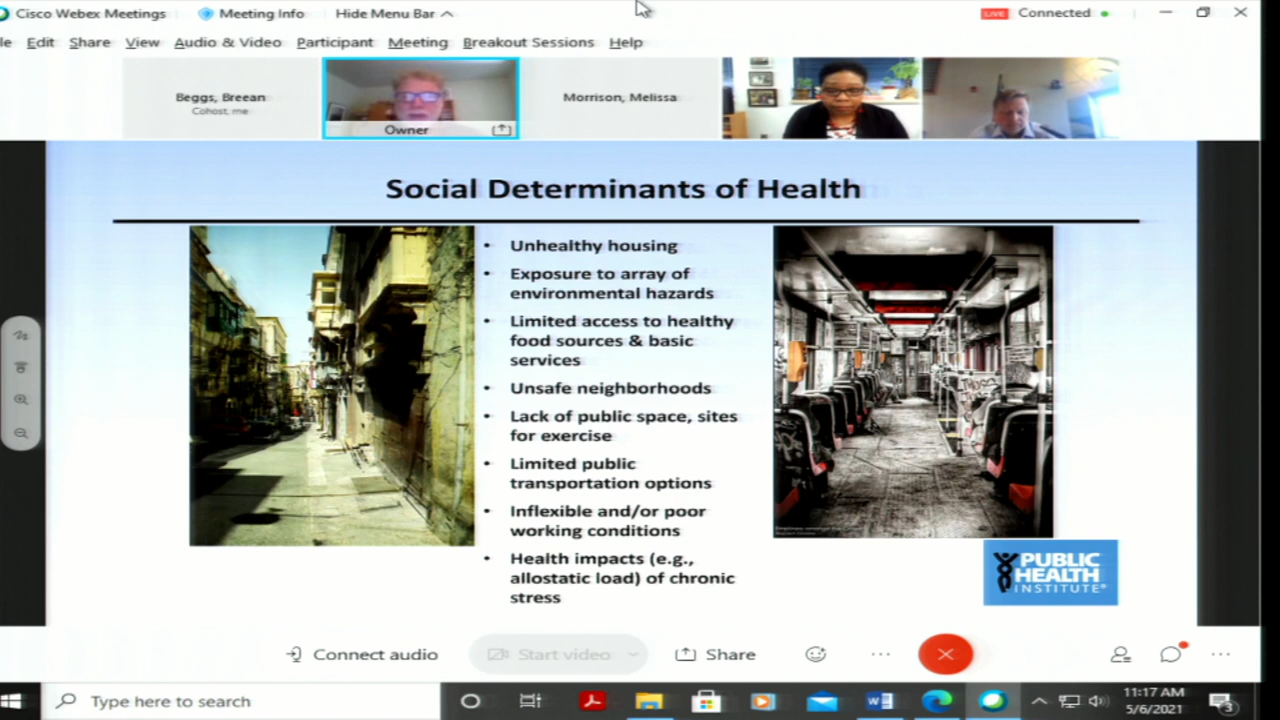 Cisco Webex Meetings
Meeting Info
Hide Menu Bar
LIVE
Connected
le Edit Share View Audio & Video Participant Meeting Breakout Sessions Help
Beggs, Breean
Cohost, me
Owner
Morrison, Melissa
Social Determinants of Health
• Unhealthy housing
• Exposure to array of
environmental hazards
• Limited access to healthy
food sources & basic
services
• Unsafe neighborhoods
• Lack of public space, sites
for exercise
• Limited public
transportation options
• Inflexible and/or poor
working conditions
• Health impacts (e.g.,
allostatic load) of chronic
stress
PUBLIC
HEALTH
INSTITUTE®
Connect audio
Start video
Share
Type here to search
11:17 AM
5/6/2021
3